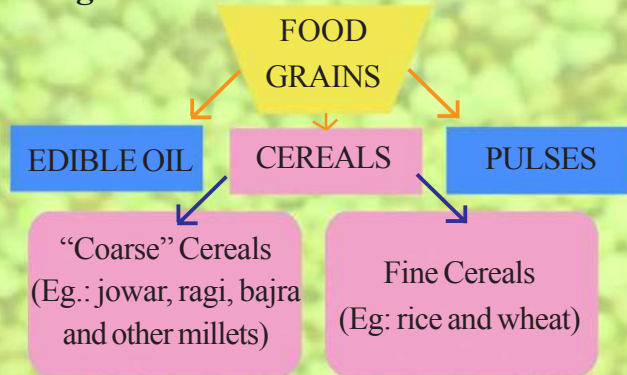 FOOD
GRAINS
EDIBLE OIL
CEREALS
PULSES
“Coarse” Cereals
(Eg.: jowar, ragi, bajra
and other millets)
Fine Cereals
(Eg: rice and wheat)